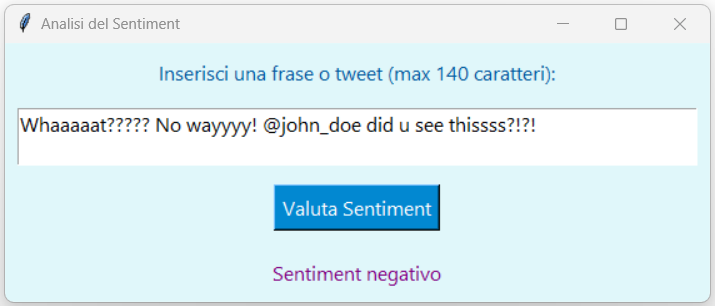 Analisi del Sentiment
Inserisci una frase o tweet (max 140 caratteri):
Whaaaaat????? No wayyyy! @john_doe did u see thissss?!?!
Valuta Sentiment
Sentiment negativo